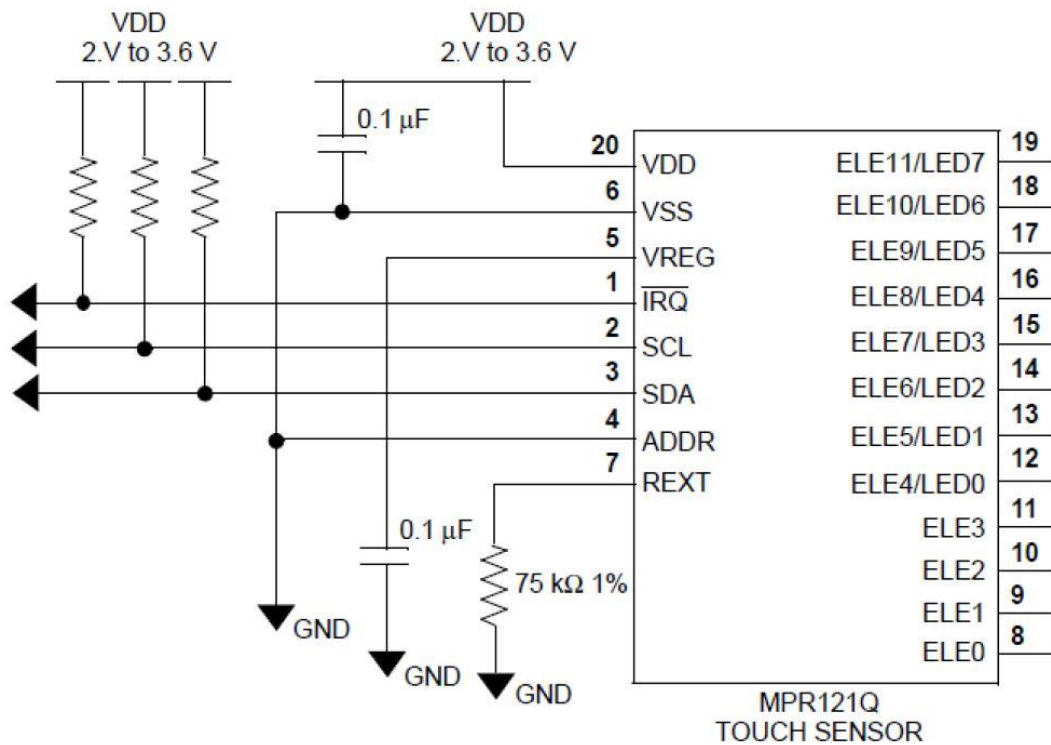 VDD
2.V to 3.6 V
VDD
2.V to 3.6 V
0.1 μF
20
VDD
6
VSS
5
VREG
1
IRQ
2
SCL
3
SDA
4
ADDR
7
REXT
0.1 μF
75 kΩ 1%
GND
GND
GND
ELE11/LED7
19
ELE10/LED6
18
ELE9/LED5
17
ELE8/LED4
16
ELE7/LED3
15
ELE6/LED2
14
ELE5/LED1
13
ELE4/LED0
12
ELE3
11
ELE2
10
ELE1
9
ELE0
8
MPR121Q
TOUCH SENSOR